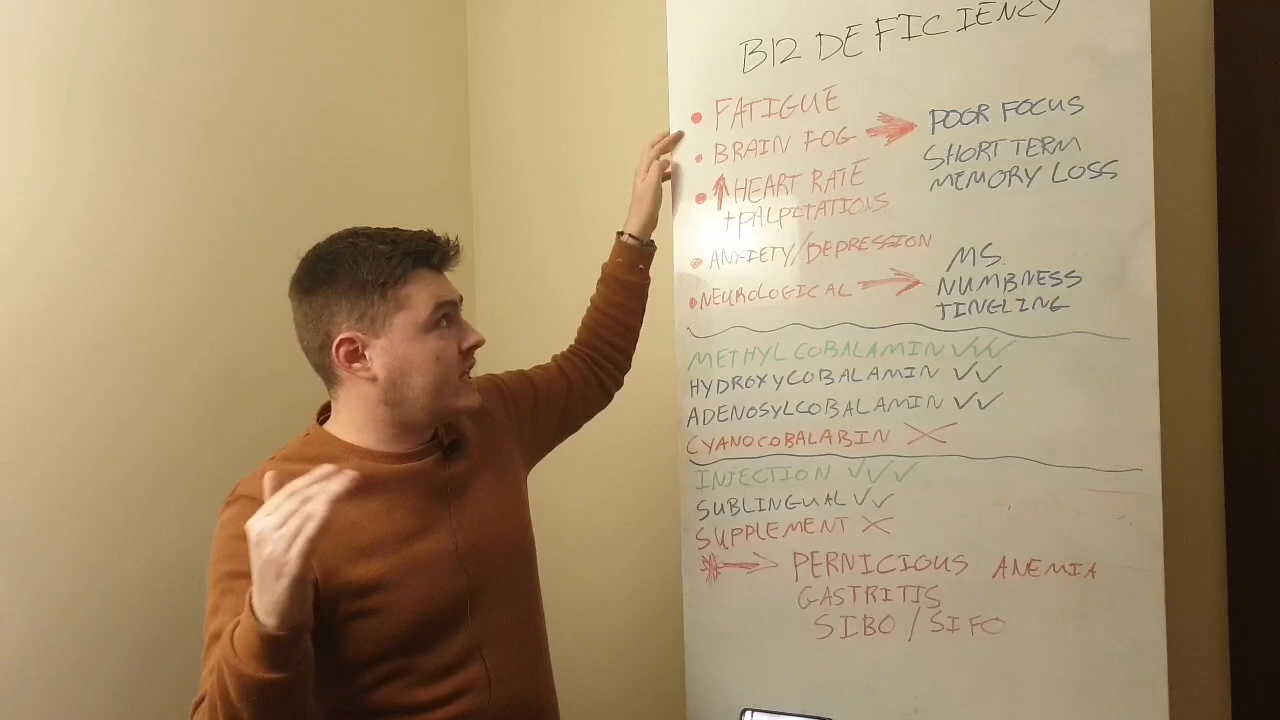 B12 DEFICIENCY
• FATIGUE
• BRAIN FOG → POOR FOCUS
SHORT TERM
MEMORY LOSS
• ↑ HEART RATE
+ PALPITATIONS
• ANXIETY/DEPRESSION
• NEUROLOGICAL → MS.
NUMBNESS
TINGLING
METHYLCOBALAMIN ✓✓✓
HYDROXYCOBALAMIN ✓✓
ADENOSYLCOBALAMIN ✓✓
CYANOCOBALABIN X
INJECTION ✓✓✓
SUBLINGUAL ✓✓
SUPPLEMENT X
* → PERNICIOUS ANEMIA
GASTRITIS
SIBO / SIFO